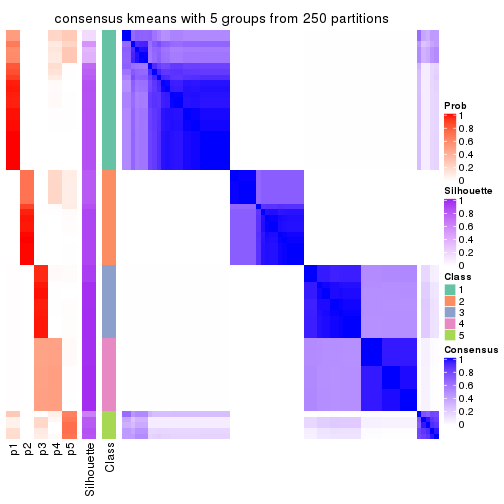 consensus kmeans with 5 groups from 250 partitions
Prob
1
0.8
0.6
0.4
0.2
0
Silhouette
1
0.8
0.6
0.4
0.2
0
Class
1
2
3
4
5
Consensus
1
0.8
0.6
0.4
0.2
0
p1
p2
p3
p4
p5
Silhouette
Class